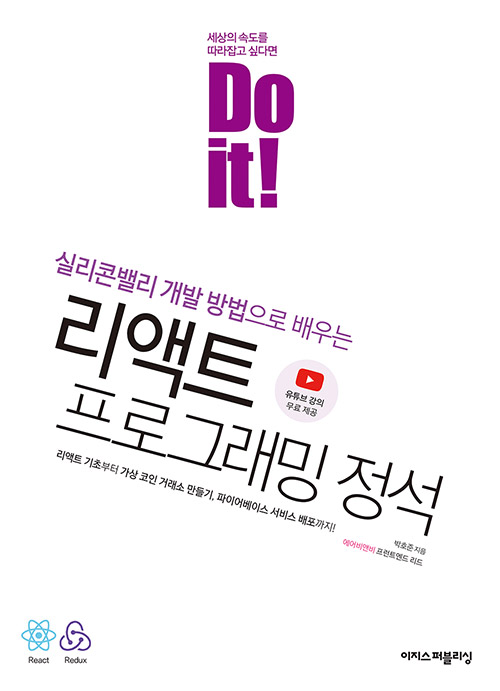 세상의 속도를
따라잡고 싶다면
Do
it!
실리콘밸리 개발 방법으로 배우는
리액트
유튜브 강의
무료 제공
프로그래밍 정석
리액트 기초부터 가상 코인 거래소 만들기, 파이어베이스 서비스 배포까지!
박호준 지음
에어비앤비 프런트엔드 리드
React
Redux
이지스퍼블리싱